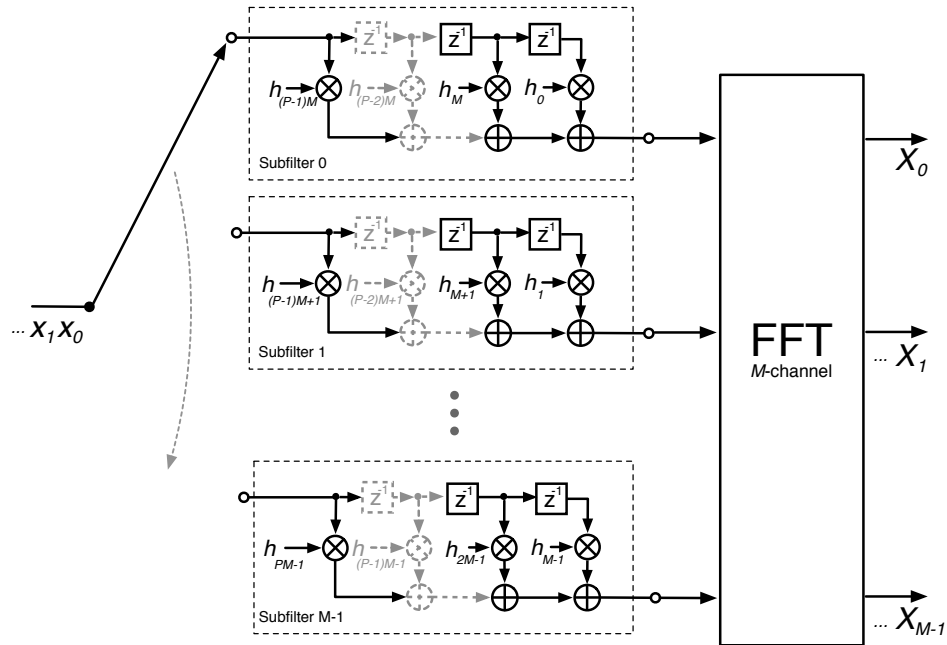 z⁻¹ z⁻¹ z⁻¹
h(P-1)M h(P-2)M hM h0
Subfilter 0
X0
z⁻¹ z⁻¹ z⁻¹
h(P-1)M+1 h(P-2)M+1 hM+1 h1
Subfilter 1
... x1 x0
FFT
M-channel
... X1
z⁻¹ z⁻¹ z⁻¹
hPM-1 h(P-1)M-1 h2M-1 hM-1
Subfilter M-1
... XM-1